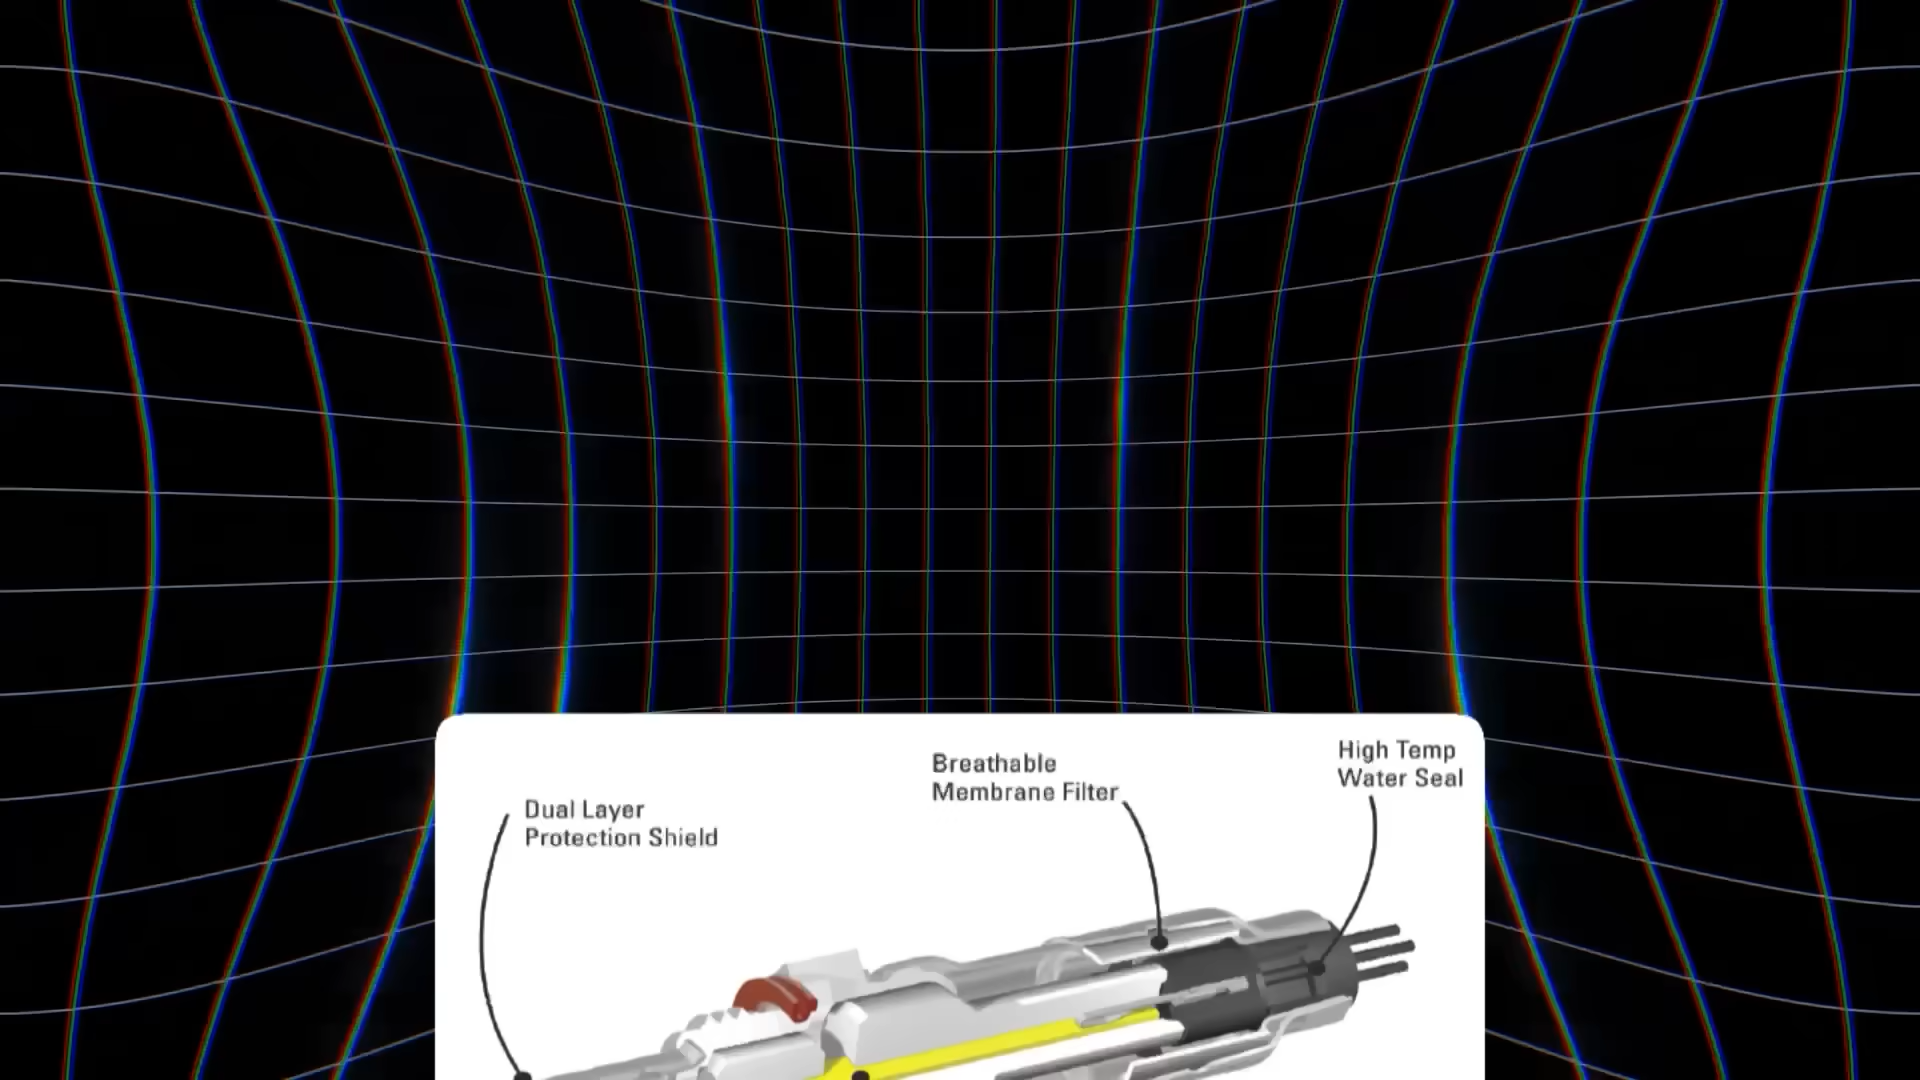 Breathable
Membrane Filter
High Temp
Water Seal
Dual Layer
Protection Shield